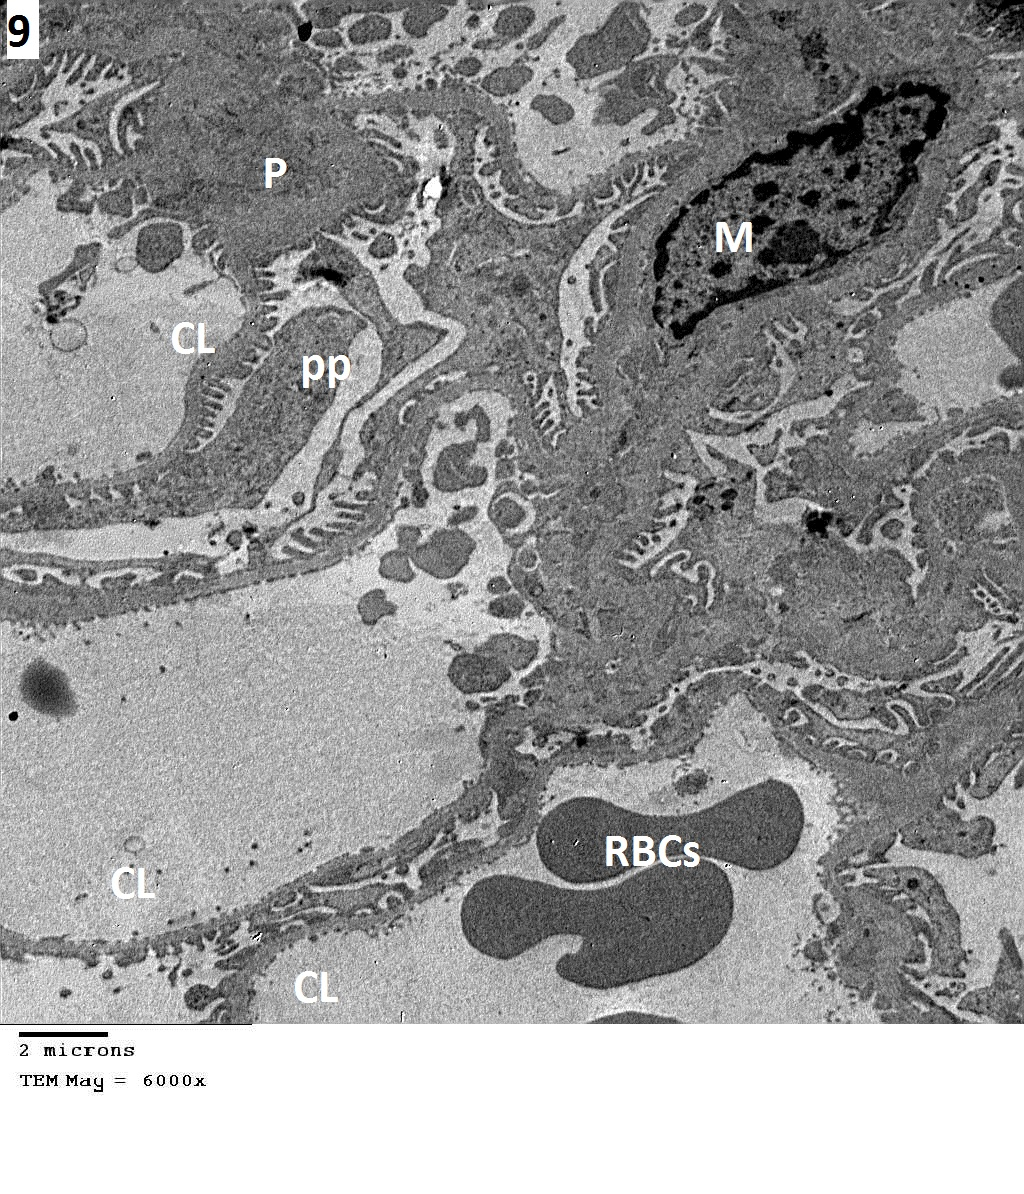 9
P
M
CL
pp
RBCs
CL
CL
2 microns
TEM Mag = 6000x